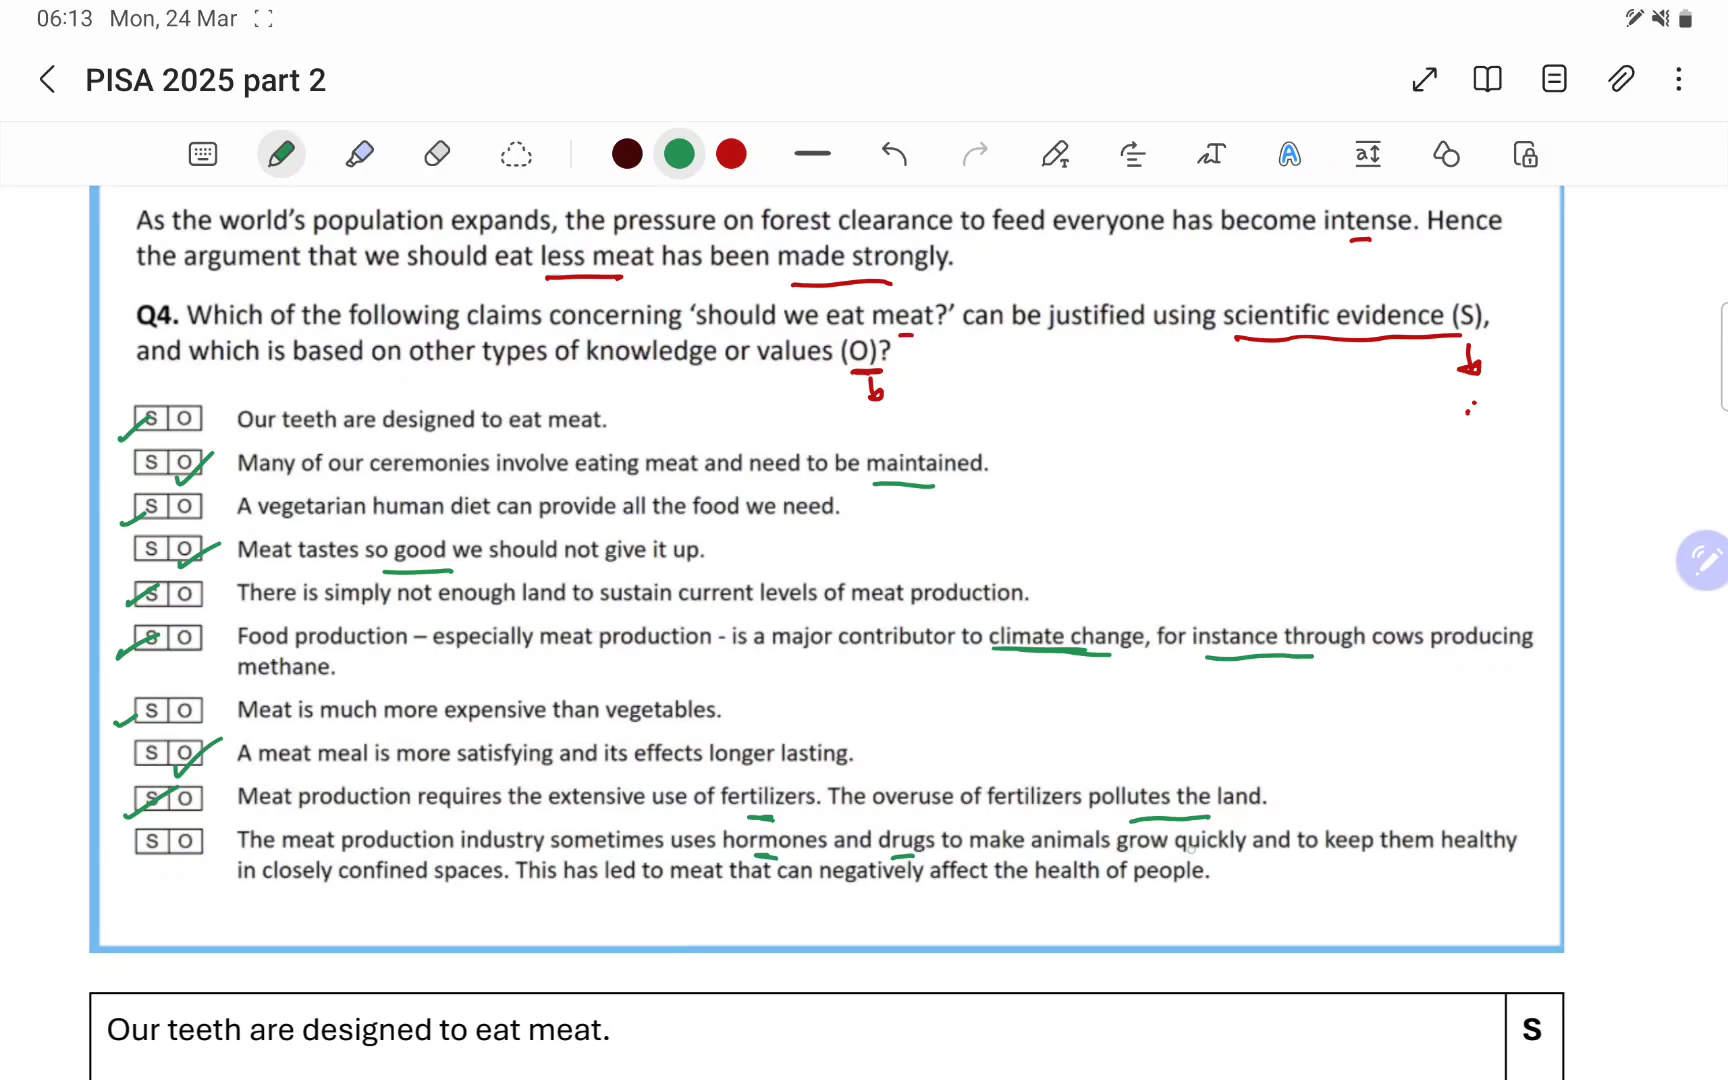 06:13 Mon, 24 Mar
PISA 2025 part 2
As the world's population expands, the pressure on forest clearance to feed everyone has become intense. Hence
the argument that we should eat less meat has been made strongly.
Q4. Which of the following claims concerning 'should we eat meat?' can be justified using scientific evidence (S),
and which is based on other types of knowledge or values (O)?
S O Our teeth are designed to eat meat.
S O Many of our ceremonies involve eating meat and need to be maintained.
S O A vegetarian human diet can provide all the food we need.
S O Meat tastes so good we should not give it up.
S O There is simply not enough land to sustain current levels of meat production.
S O Food production – especially meat production - is a major contributor to climate change, for instance through cows producing
methane.
S O Meat is much more expensive than vegetables.
S O A meat meal is more satisfying and its effects longer lasting.
S O Meat production requires the extensive use of fertilizers. The overuse of fertilizers pollutes the land.
S O The meat production industry sometimes uses hormones and drugs to make animals grow quickly and to keep them healthy
in closely confined spaces. This has led to meat that can negatively affect the health of people.
Our teeth are designed to eat meat. S